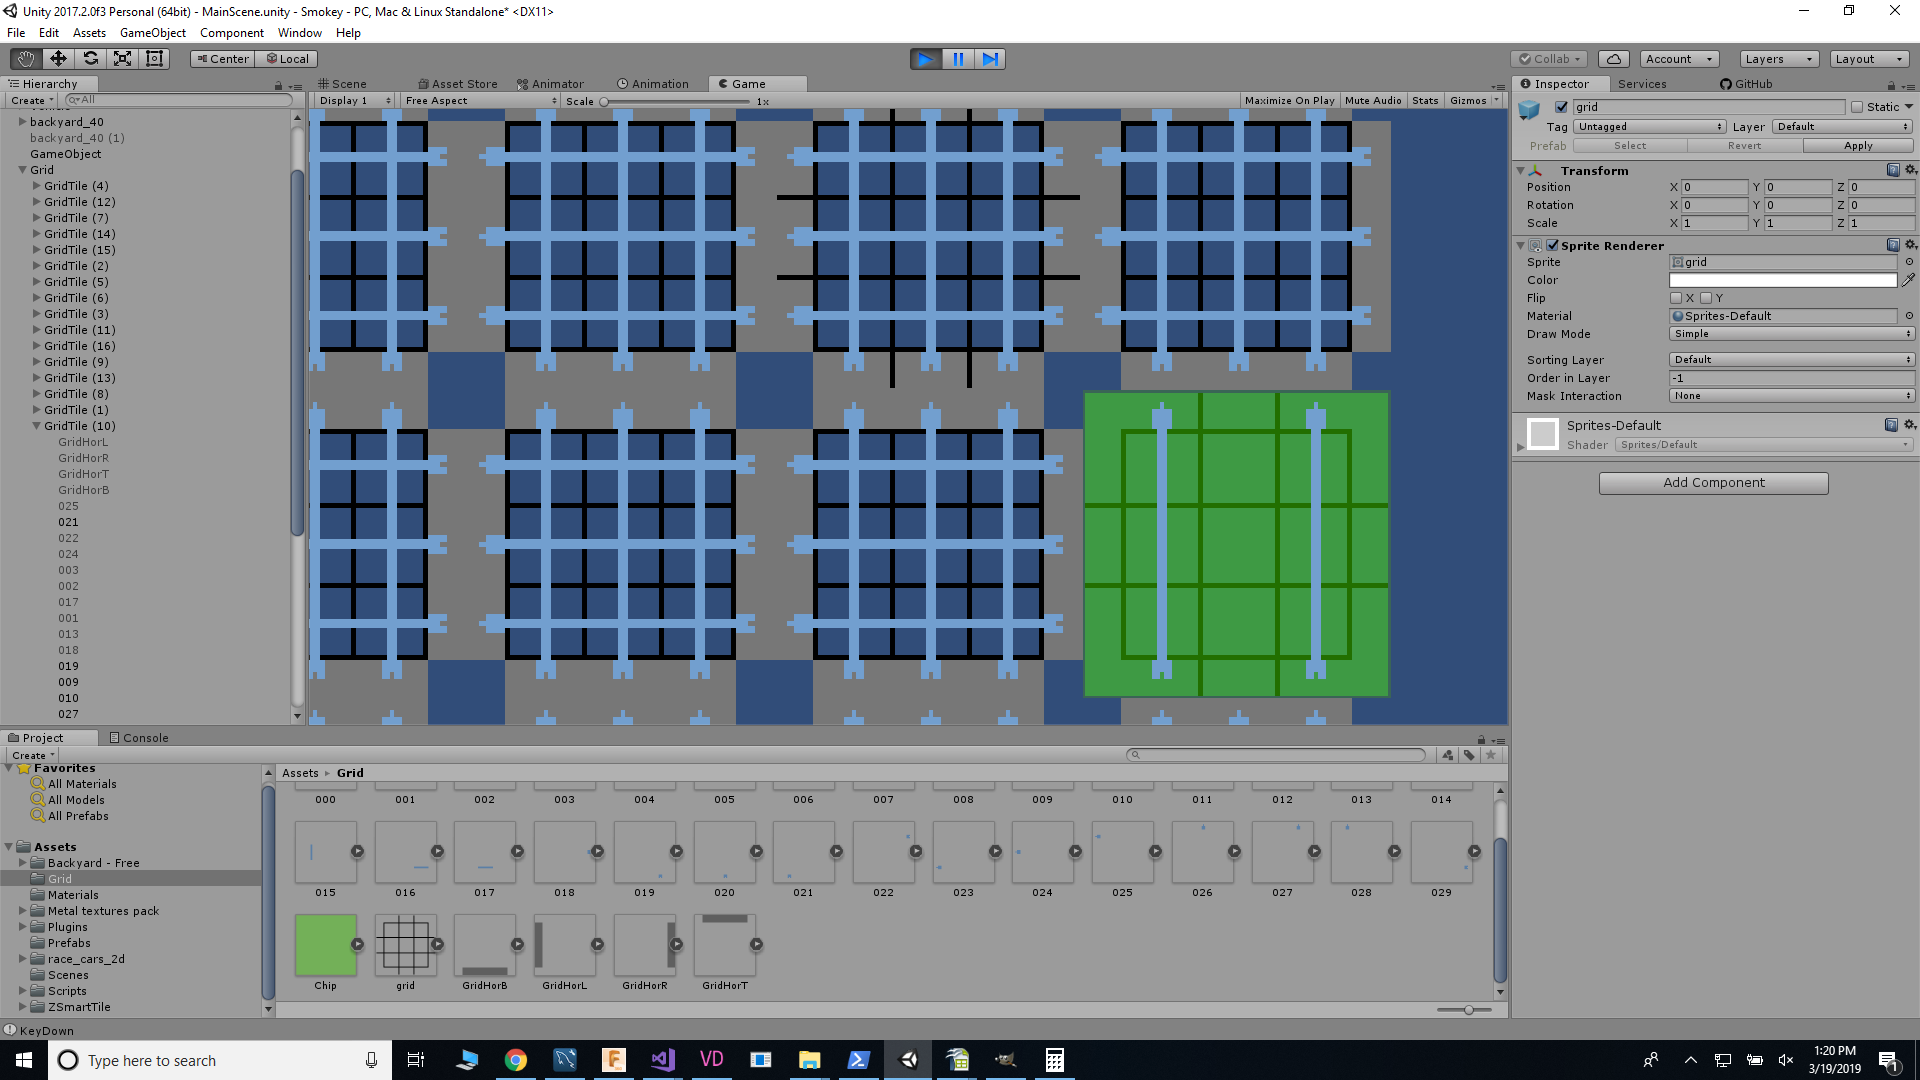 Unity 2017.2.0f3 Personal (64bit) - MainScene.unity - Smokey - PC, Mac & Linux Standalone* <DX11>
File Edit Assets GameObject Component Window Help
Center Local
Collab Account Layers Layout
Hierarchy
Create All
backyard_40
backyard_40 (1)
GameObject
Grid
GridTile (4)
GridTile (12)
GridTile (7)
GridTile (14)
GridTile (15)
GridTile (2)
GridTile (5)
GridTile (6)
GridTile (3)
GridTile (11)
GridTile (16)
GridTile (9)
GridTile (13)
GridTile (8)
GridTile (1)
GridTile (10)
GridHorL
GridHorR
GridHorT
GridHorB
025
021
022
024
003
002
017
001
013
018
019
009
010
027
Scene Asset Store Animator Animation Game
Display 1 Free Aspect Scale 1x Maximize On Play Mute Audio Stats Gizmos
Inspector Services GitHub
grid Static
Tag Untagged Layer Default
Prefab Select Revert Apply
Transform
Position X 0 Y 0 Z 0
Rotation X 0 Y 0 Z 0
Scale X 1 Y 1 Z 1
Sprite Renderer
Sprite grid
Color
Flip X Y
Material Sprites-Default
Draw Mode Simple
Sorting Layer Default
Order in Layer -1
Mask Interaction None
Sprites-Default
Shader Sprites/Default
Add Component
Project Console
Create
Favorites
All Materials
All Models
All Prefabs
Assets
Backyard - Free
Grid
Materials
Metal textures pack
Plugins
Prefabs
race_cars_2d
Scenes
Scripts
ZSmartTile
Assets Grid
000 001 002 003 004 005 006 007 008 009 010 011 012 013 014
015 016 017 018 019 020 021 022 023 024 025 026 027 028 029
Chip grid GridHorB GridHorL GridHorR GridHorT
KeyDown
Type here to search
VD
1:20 PM
3/19/2019
1